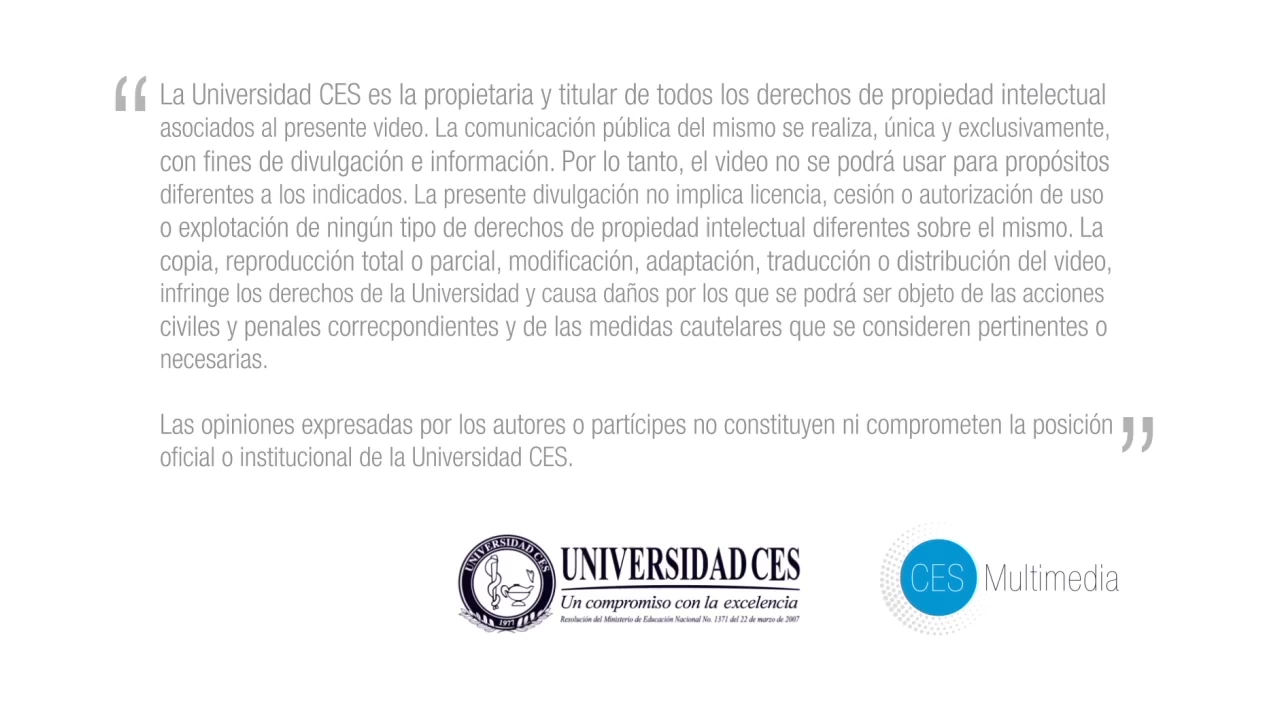 “ La Universidad CES es la propietaria y titular de todos los derechos de propiedad intelectual
asociados al presente video. La comunicación pública del mismo se realiza, única y exclusivamente,
con fines de divulgación e información. Por lo tanto, el video no se podrá usar para propósitos
diferentes a los indicados. La presente divulgación no implica licencia, cesión o autorización de uso
o explotación de ningún tipo de derechos de propiedad intelectual diferentes sobre el mismo. La
copia, reproducción total o parcial, modificación, adaptación, traducción o distribución del video,
infringe los derechos de la Universidad y causa daños por los que se podrá ser objeto de las acciones
civiles y penales correcpondientes y de las medidas cautelares que se consideren pertinentes o
necesarias.
Las opiniones expresadas por los autores o partícipes no constituyen ni comprometen la posición
oficial o institucional de la Universidad CES. ”
UNIVERSIDAD CES
1977
UNIVERSIDAD CES
Un compromiso con la excelencia
Resolución del Ministerio de Educación Nacional No. 1371 del 22 de marzo de 2007
CES Multimedia